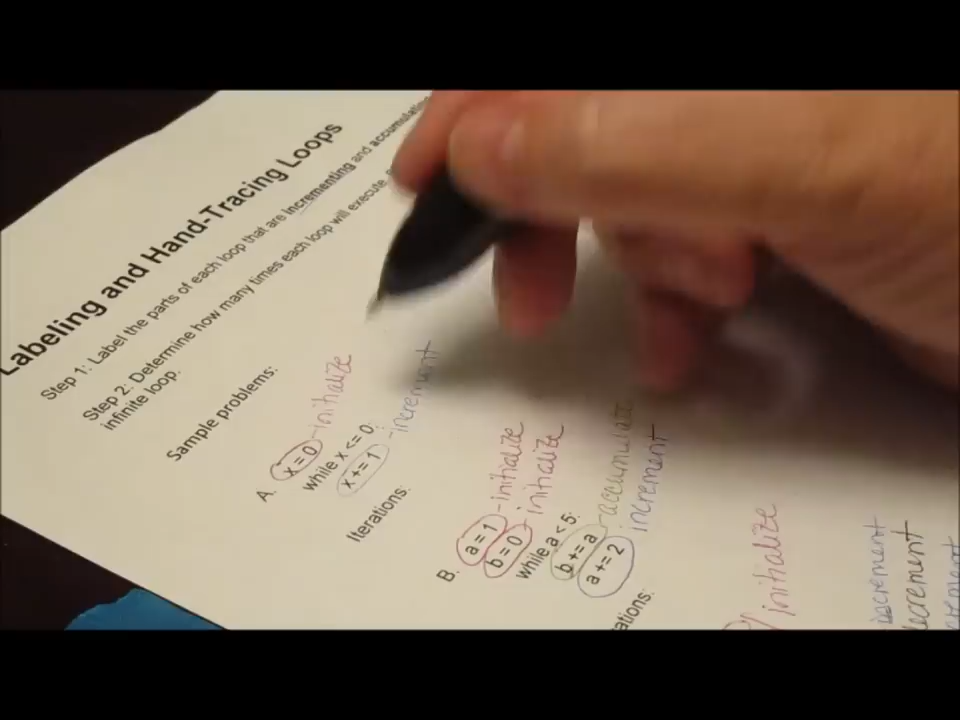 Labeling and Hand-Tracing Loops
Step 1: Label the parts of each loop that are incrementing and accumulating
Step 2: Determine how many times each loop will execute,
infinite loop.
Sample problems:
A. x = 0 - initialize
while x <= 0:
x += 1 - increment
Iterations:
B. a = 1 - initialize
b = 0 - initialize
while a < 5:
b += a - accumulate
a += 2 increment
initialize
increment
decrement